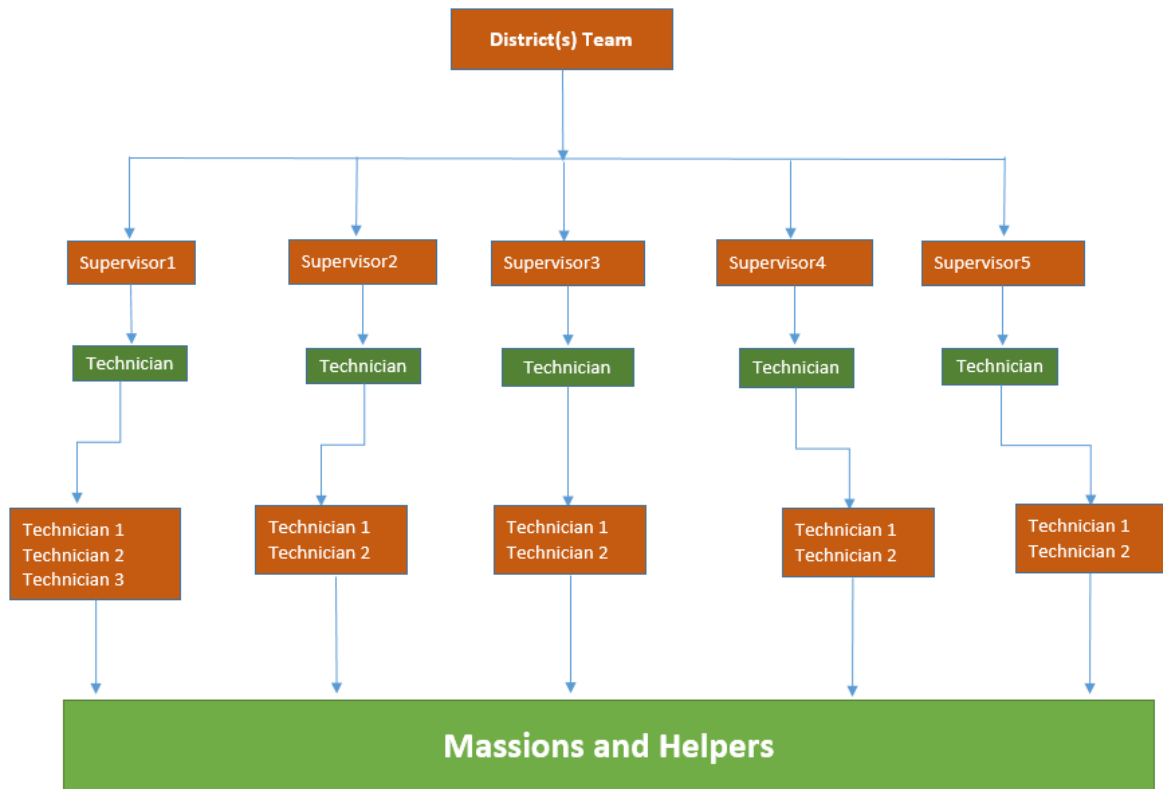 District(s) Team
Supervisor1
Supervisor2
Supervisor3
Supervisor4
Supervisor5
Technician
Technician
Technician
Technician
Technician
Technician 1
Technician 2
Technician 3
Technician 1
Technician 2
Technician 1
Technician 2
Technician 1
Technician 2
Technician 1
Technician 2
Massions and Helpers